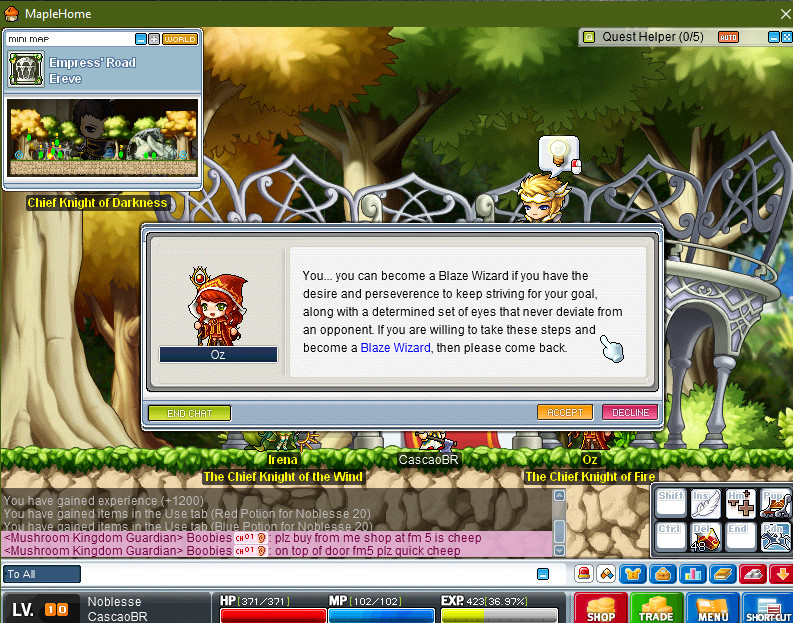 MapleHome
MINI MAP
WORLD
Empress' Road
Ereve
Quest Helper (0/5)
AUTO
Chief Knight of Darkness
You... you can become a Blaze Wizard if you have the
desire and perseverence to keep striving for your goal,
along with a determined set of eyes that never deviate from
an opponent. If you are willing to take these steps and
become a Blaze Wizard, then please come back.
Oz
END CHAT
ACCEPT
DECLINE
Irena
CascaoBR
Oz
The Chief Knight of the Wind
The Chief Knight of Fire
You have gained experience (+1200)
You have gained items in the Use tab (Red Potion for Noblesse 20)
You have gained items in the Use tab (Blue Potion for Noblesse 20)
<Mushroom Kingdom Guardian> Boobies CH 01 : plz buy from me shop at fm 5 is cheep
<Mushroom Kingdom Guardian> Boobies CH 01 : on top of door fm5 plz quick cheep
Shift Ins Hm Pup
Ctrl Del End Pdn
48
To All
LV. 10
Noblesse
CascaoBR
HP[371/371]
MP[102/102]
EXP. 423[36.97%]
SHOP
TRADE
MENU
SHORT CUT